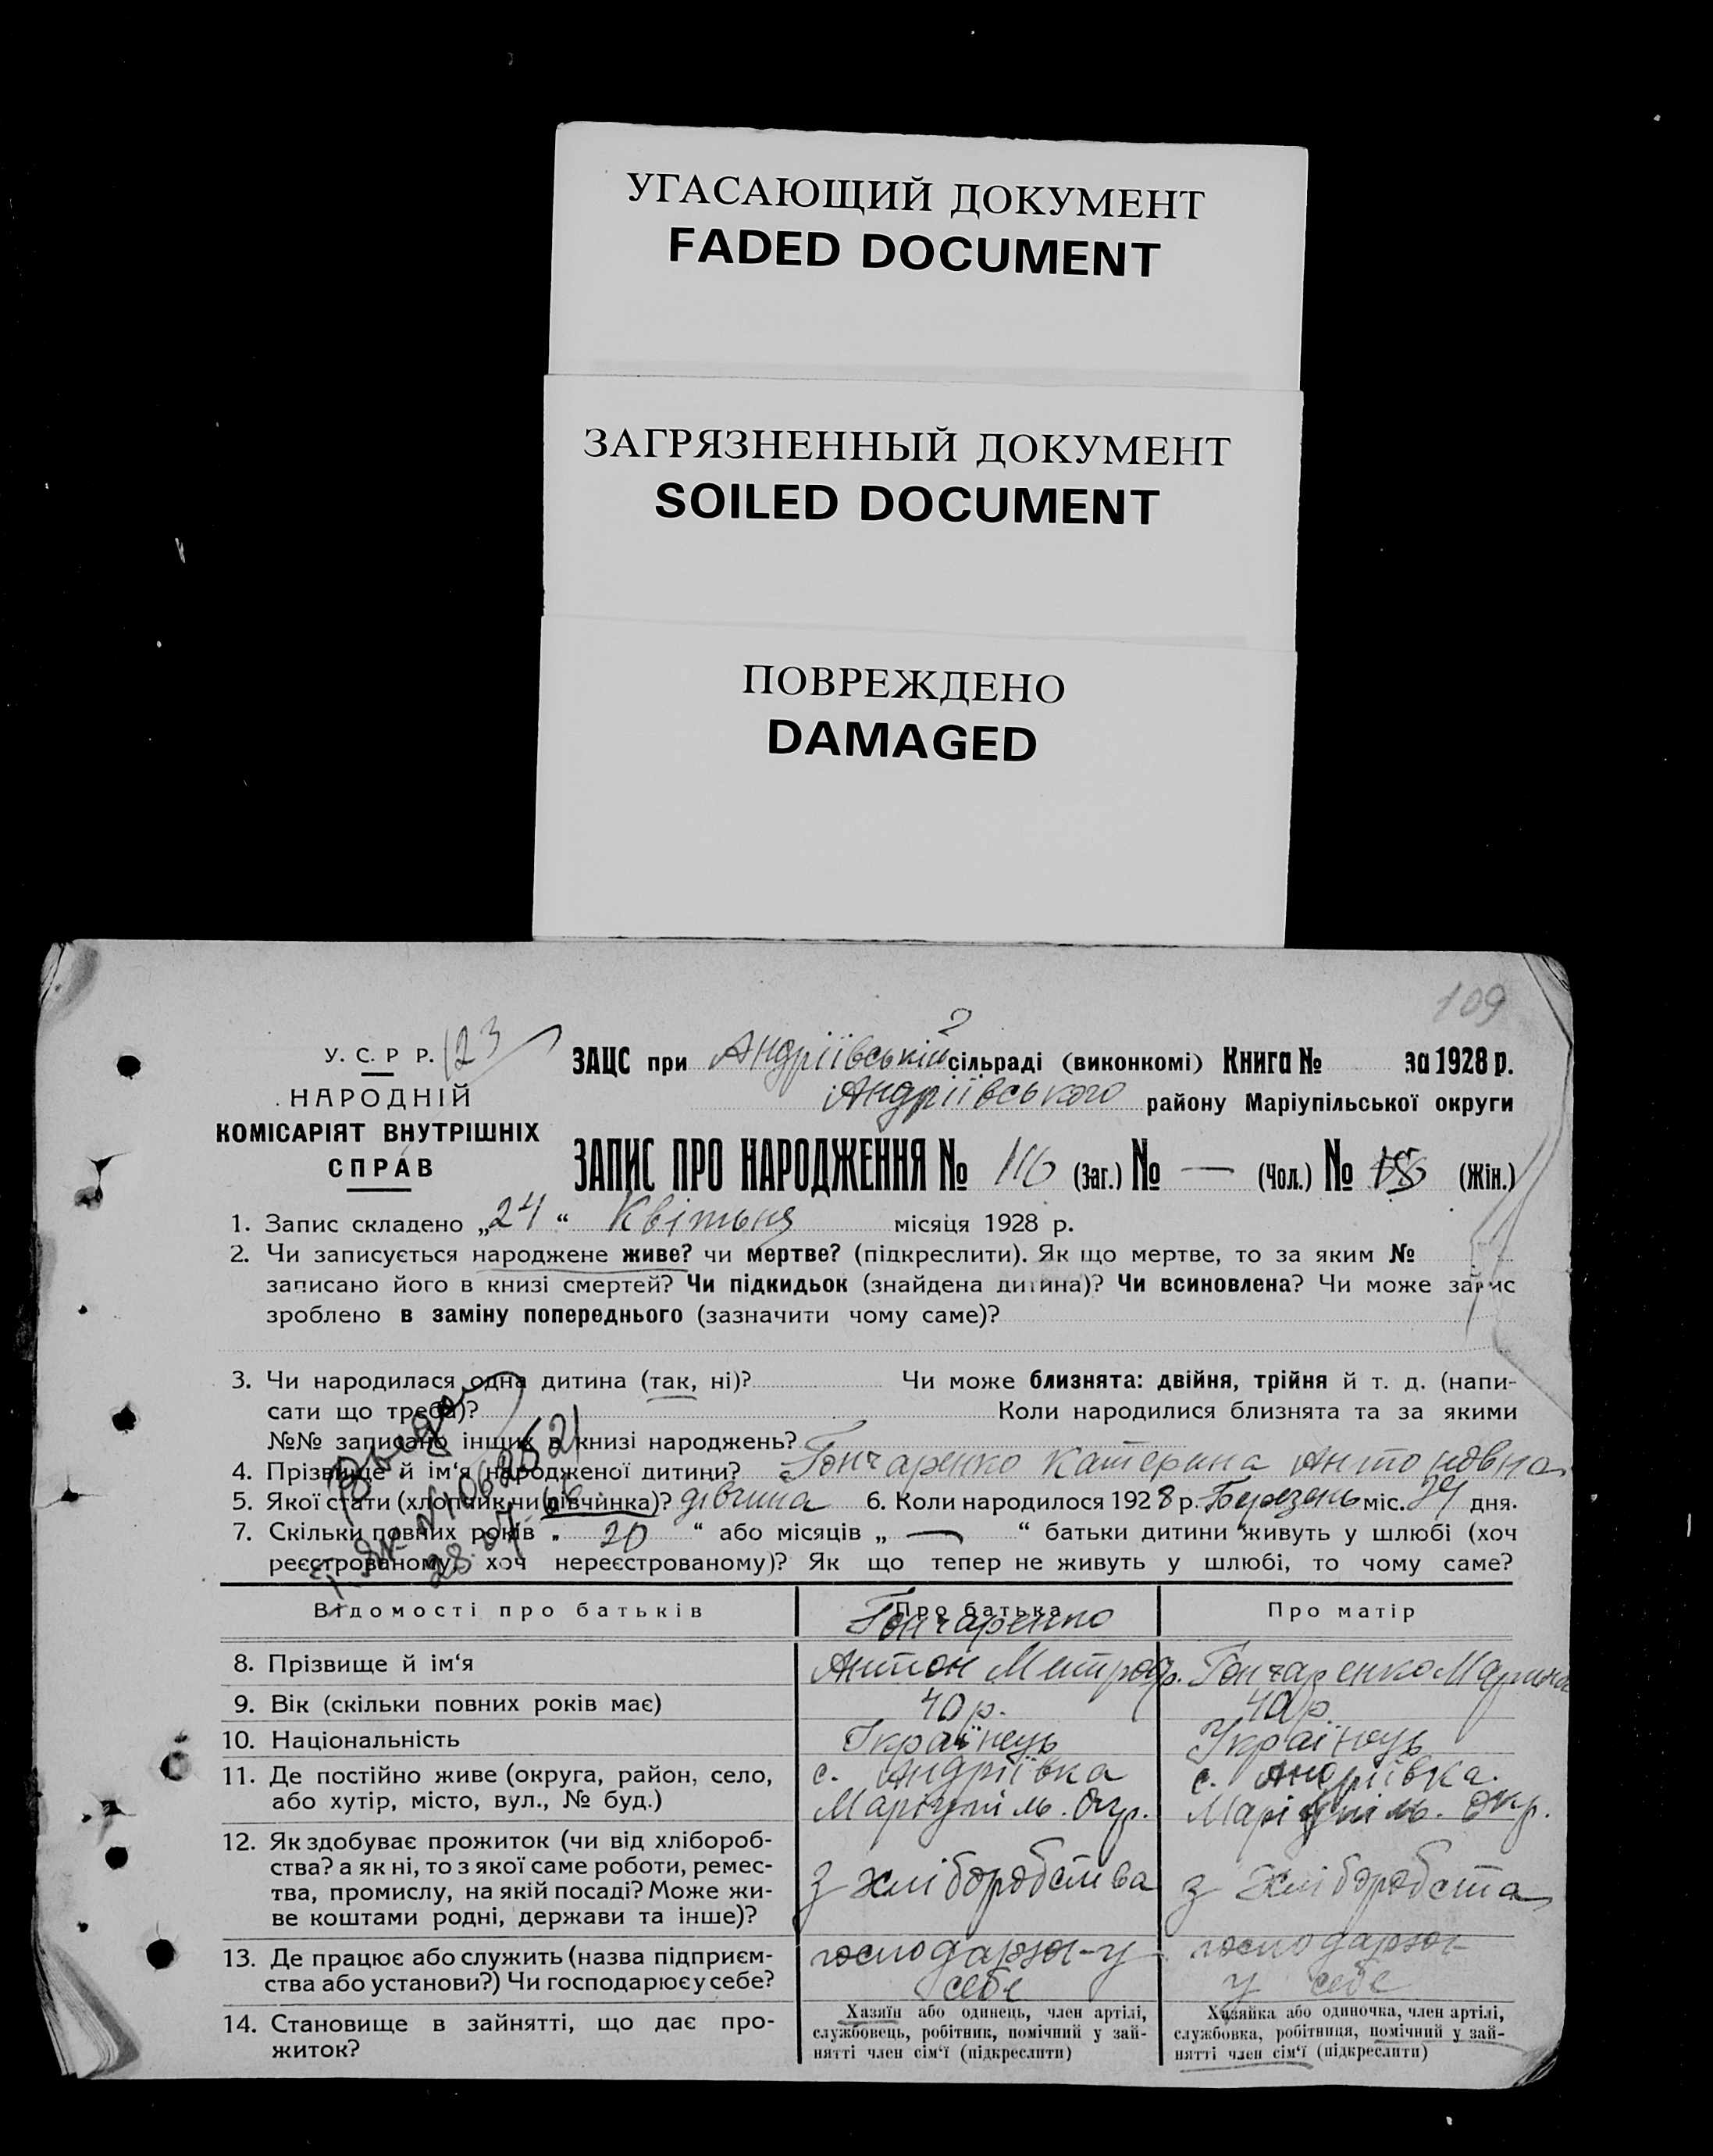 УГАСАЮЩИЙ ДОКУМЕНТ
FADED DOCUMENT
ЗАГРЯЗНЕННЫЙ ДОКУМЕНТ
SOILED DOCUMENT
ПОВРЕЖДЕНО
DAMAGED
109
У. С. Р Р. 123
НАРОДНІЙ
КОМІСАРІЯТ ВНУТРІШНІХ
СПРАВ
2
ЗАЦС при Андріївській сільраді (виконкомі) Книга № за 1928 р.
Андріївського району Маріупільської округи
ЗАПИС ПРО НАРОДЖЕННЯ № 116 (Заг.) № — (Чол.) № (Жін.)
1. Запис складено „24“ Квітьня місяця 1928 р.
2. Чи записується народжене живе? чи мертве? (підкреслити). Як що мертве, то за яким №
записано його в книзі смертей? Чи підкидьок (знайдена дитина)? Чи всиновлена? Чи може запис
зроблено в заміну попереднього (зазначити чому саме)?
3. Чи народилася одна дитина (так, ні)? Чи може близнята: двійня, трійня й т. д. (напи-
сати що треба)? Коли народилися близнята та за якими
№№ записано інших в книзі народжень?
4. Прізвище й ім‘я народженої дитини? Гончаренко Катерина Антоновна
5. Якої стати (хлопчик чи дівчинка)? дівчина 6. Коли народилося 1928 р. Березень міс. 29 дня.
7. Скільки повних років „ 20 “ або місяців „ — “ батьки дитини живуть у шлюбі (хоч
реєстрованому, хоч нереєстрованому)? Як що тепер не живуть у шлюбі, то чому саме?
Відомості про батьків Про батька Про матір
Гончаренко
8. Прізвище й ім‘я Антон Митроф. Гончаренко Марина
9. Вік (скільки повних років має) 40 р. 40 р.
10. Національність Українець Українець
11. Де постійно живе (округа, район, село, с. Андріївка с. Андріївка.
або хутір, місто, вул., № буд.) Маріупіль. Окр. Маріупіль. Окр.
12. Як здобуває прожиток (чи від хлібороб-
ства? а як ні, то з якої саме роботи, ремес- з хліборобства з хліборобста
тва, промислу, на якій посаді? Може жи-
ве коштами родні, держави та інше)?
13. Де працює або служить (назва підприєм- господарює-у господарює
ства або установи?) Чи господарює у себе? себе у себе
14. Становище в зайнятті, що дає про-
житок?
Хазяїн або одинець, член артілі,
службовець, робітник, помічний у зай-
нятті член сім‘ї (підкреслити)
Хазяйка або одиночка, член артілі,
службовка, робітниця, помічний у зай-
нятті член сім‘ї (підкреслити)